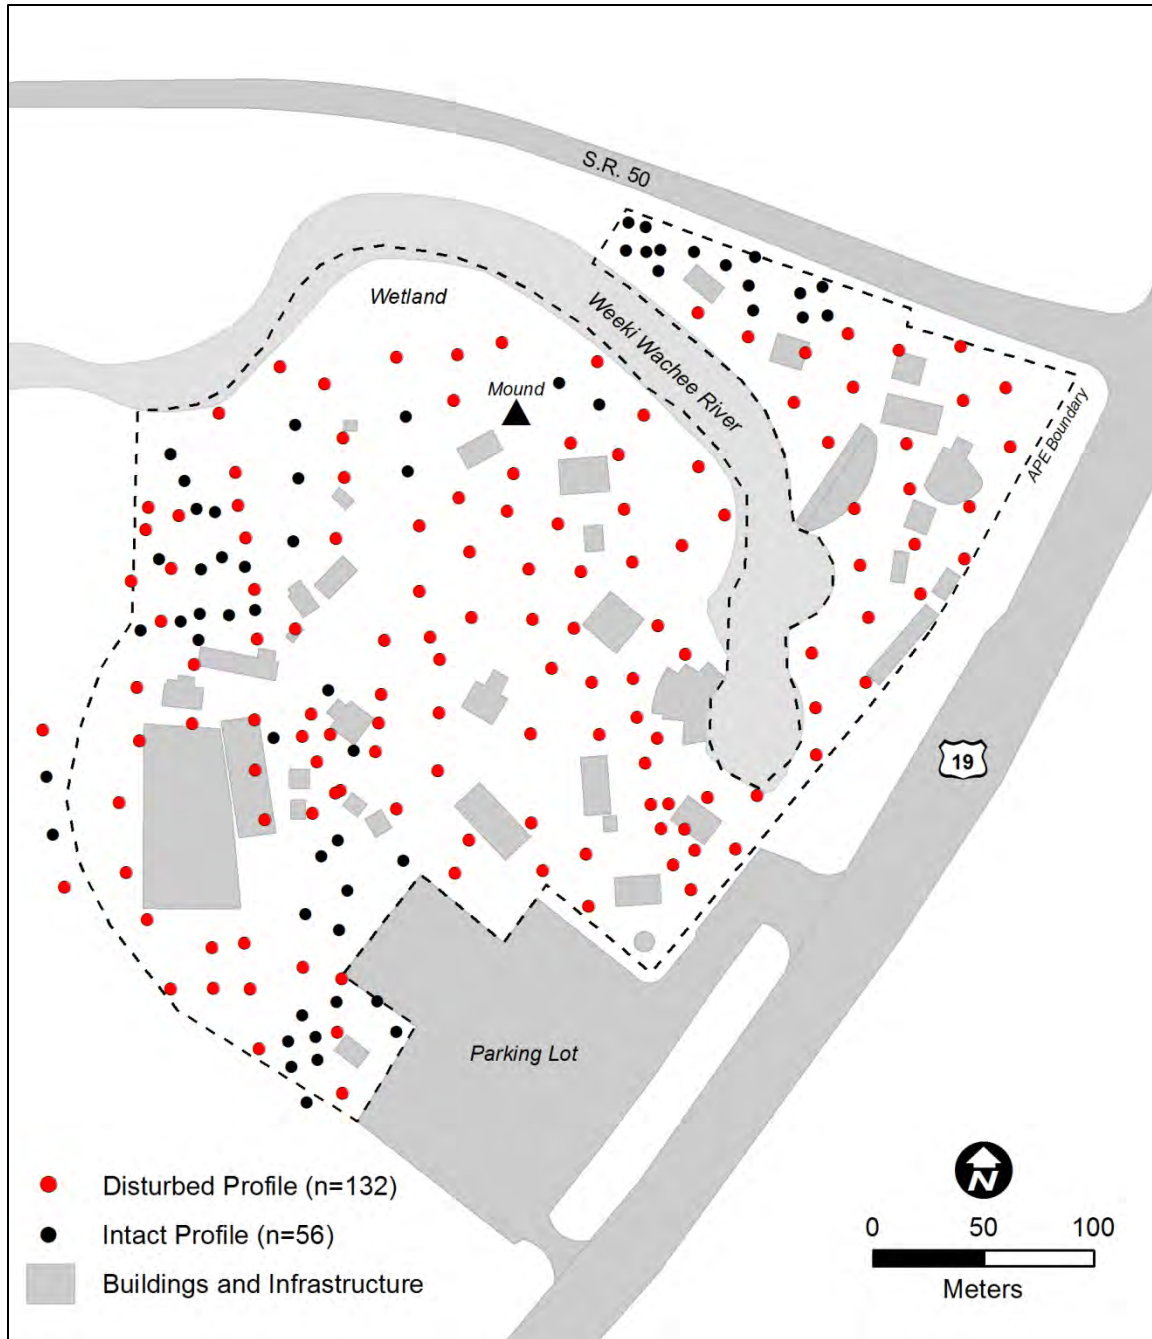 S.R. 50
Wetland
Weeki Wachee River
Mound
APE Boundary
19
Parking Lot
Disturbed Profile (n=132)
Intact Profile (n=56)
Buildings and Infrastructure
N
0 50 100
Meters